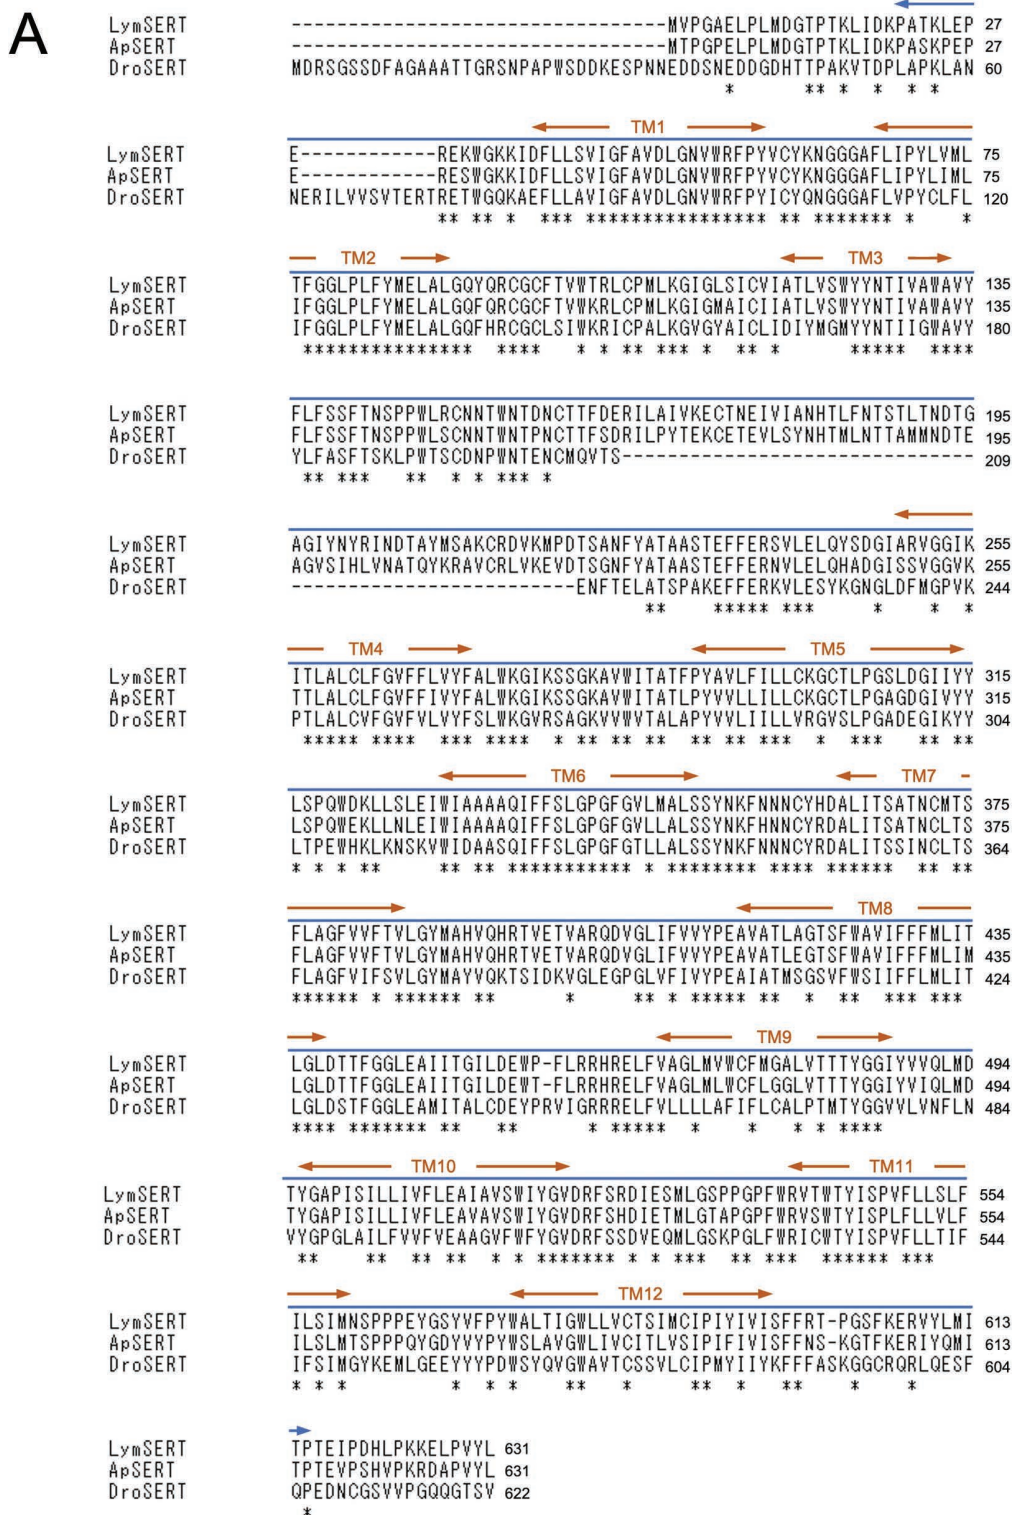 A
LymSERT --------------------------------MVPGAELPLMDGTPTKLIDKPATKLEP 27
ApSERT --------------------------------MTPGPELPLMDGTPTKLIDKPASKPEP 27
DroSERT MDRSGSSDFAGAAATTGRSNPAPWSDDKESPNNEDDSNEDDGDHTTPAKVTDPLAPKLAN 60
* ** * * * *
TM1
LymSERT E------------REKWGKKIDFLLSVIGFAVDLGNVWRFPYVCYKNGGGAFLIPYLVML 75
ApSERT E------------RESWGKKIDFLLSVIGFAVDLGNVWRFPYVCYKNGGGAFLIPYLIML 75
DroSERT NERILVVSVTERTRETWGQKAEFLLAVIGFAVDLGNVWRFPYICYQNGGGAFLVPYCLFL 120
** ** * *** **************** ** ******* * *
TM2 TM3
LymSERT TFGGLPLFYMELALGQYQRCGCFTVWTRLCPMLKGIGLSICVIATLVSWYYNTIVAWAVY 135
ApSERT IFGGLPLFYMELALGQFQRCGCFTVWKRLCPMLKGIGMAICIIATLVSWYYNTIVAWAVY 135
DroSERT IFGGLPLFYMELALGQFHRCGCLSIWKRICPALKGVGYAICLIDIYMGMYYNTIIGWAVY 180
*************** **** * * ** *** * ** * ***** ****
LymSERT FLFSSFTNSPPWLRCNNTWNTDNCTTFDERILAIVKECTNEIVIANHTLFNTSTLTNDTG 195
ApSERT FLFSSFTNSPPWLSCNNTWNTPNCTTFSDRILPYTEKCETEVLSYNHTMLNTTAMMNDTE 195
DroSERT YLFASFTSKLPWTSCDNPWNTENCMQVTS------------------------------- 209
** *** ** * * *** *
LymSERT AGIYNYRINDTAYMSAKCRDVKMPDTSANFYATAASTEFFERSVLELQYSDGIARVGGIK 255
ApSERT AGVSIHLVNATQYKRAVCRLVKEVDTSGNFYATAASTEFFERNVLELQHADGISSVGGVK 255
DroSERT -------------------------ENFTELATSPAKEFFERKVLESYKGNGLDFMGPVK 244
** ***** *** * * *
TM4 TM5
LymSERT ITLALCLFGVFFLVYFALWKGIKSSGKAVWITATFPYAVLFILLCKGCTLPGSLDGIIYY 315
ApSERT TTLALCLFGVFFIVYFALWKGIKSSGKAVWITATLPYVVLLILLCKGCTLPGAGDGIVYY 315
DroSERT PTLALCVFGVFVLVYFSLWKGVRSAGKVVWVTALAPYVVLIILLVRGVSLPGADEGIKYY 304
***** **** *** **** * ** ** ** ** ** *** * *** ** **
TM6 TM7
LymSERT LSPQWDKLLSLEIWIAAAAQIFFSLGPGFGVLMALSSYNKFNNNCYHDALITSATNCMTS 375
ApSERT LSPQWEKLLNLEIWIAAAAQIFFSLGPGFGVLLALSSYNKFHNNCYRDALITSATNCLTS 375
DroSERT LTPEWHKLKNSKVWIDAASQIFFSLGPGFGTLLALSSYNKFNNNCYRDALITSSINCLTS 364
* * * ** ** ** *********** * ******** **** ****** ** **
TM8
LymSERT FLAGFVVFTVLGYMAHVQHRTVETVARQDVGLIFVVYPEAVATLAGTSFWAVIFFFMLIT 435
ApSERT FLAGFVVFTVLGYMAHVQHRTVETVARQDVGLIFVVYPEAVATLEGTSFWAVIFFFMLIM 435
DroSERT FLAGFVIFSVLGYMAYVQKTSIDKVGLEGPGLVFIVYPEAIATMSGSVFWSIIFFLMLIT 424
****** * ****** ** * ** * ***** ** * ** *** ***
TM9
LymSERT LGLDTTFGGLEAIITGILDEWP-FLRRHRELFVAGLMVWCFMGALVTTTYGGIYVVQLMD 494
ApSERT LGLDTTFGGLEAIITGILDEWT-FLRRHRELFVAGLMLWCFLGGLVTTTYGGIYVIQLMD 494
DroSERT LGLDSTFGGLEAMITALCDEYPRVIGRRRELFVLLLLAFIFLCALPTMTYGGVVLVNFLN 484
**** ******* ** ** * ***** * * * * ****
TM10 TM11
LymSERT TYGAPISILLIVFLEAIAVSWIYGVDRFSRDIESMLGSPPGPFWRVTWTYISPVFLLSLF 554
ApSERT TYGAPISILLIVFLEAVAVSWIYGVDRFSHDIETMLGTAPGPFWRVSWTYISPLFLLVLF 554
DroSERT VYGPGLAILFVVFVEAAGVFWFYGVDRFSSDVEQMLGSKPGLFWRICWTYISPVFLLTIF 544
** ** ** ** * * ******* * * *** ** *** ****** *** *
TM12
LymSERT ILSIMNSPPPEYGSYVFPYWALTIGWLLVCTSIMCIPIYIVISFFRT-PGSFKERVYLMI 613
ApSERT ILSLMTSPPPQYGDYVYPYWSLAVGWLIVCITLVSIPIFIVISFFNS-KGTFKERIYQMI 613
DroSERT IFSIMGYKEMLGEEYYYPDWSYQVGWAVTCSSVLCIPMYIIYKFFFASKGGCRQRLQESF 604
* * * * * * ** * ** * ** * *
LymSERT TPTEIPDHLPKKELPVYL 631
ApSERT TPTEVPSHVPKRDAPVYL 631
DroSERT QPEDNCGSVVPGQQGTSV 622
*